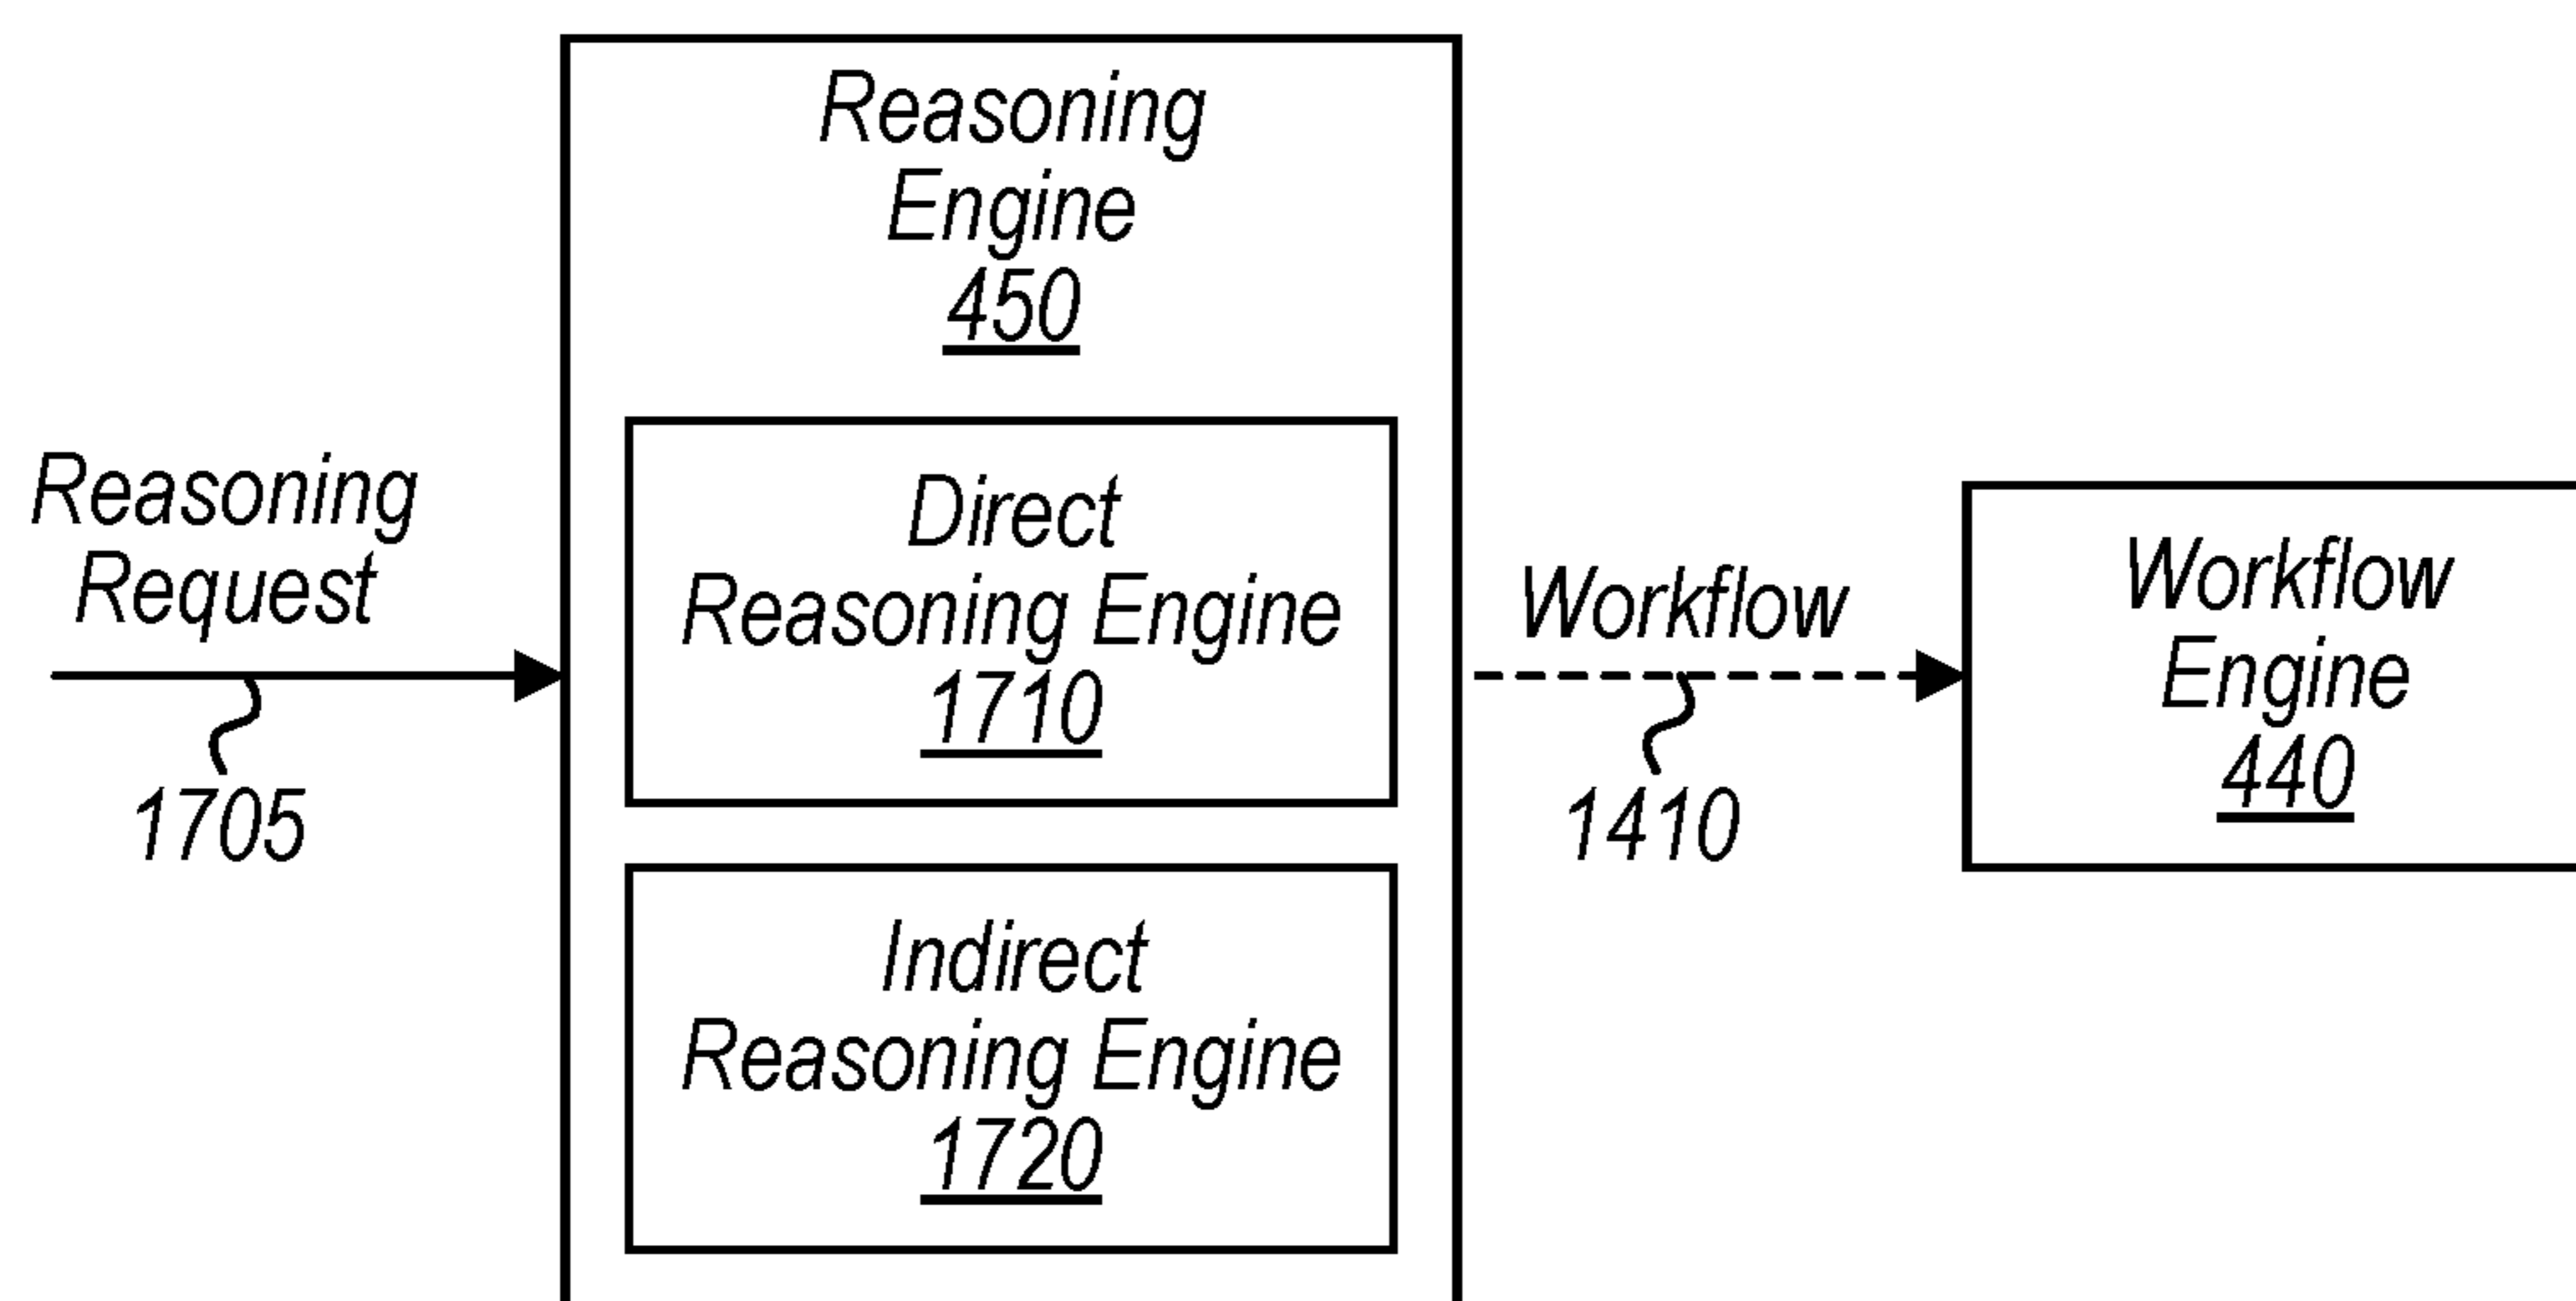 Reasoning
Request
1705
Reasoning
Engine
450
Direct
Reasoning Engine
1710
Indirect
Reasoning Engine
1720
Workflow
1410
Workflow
Engine
440